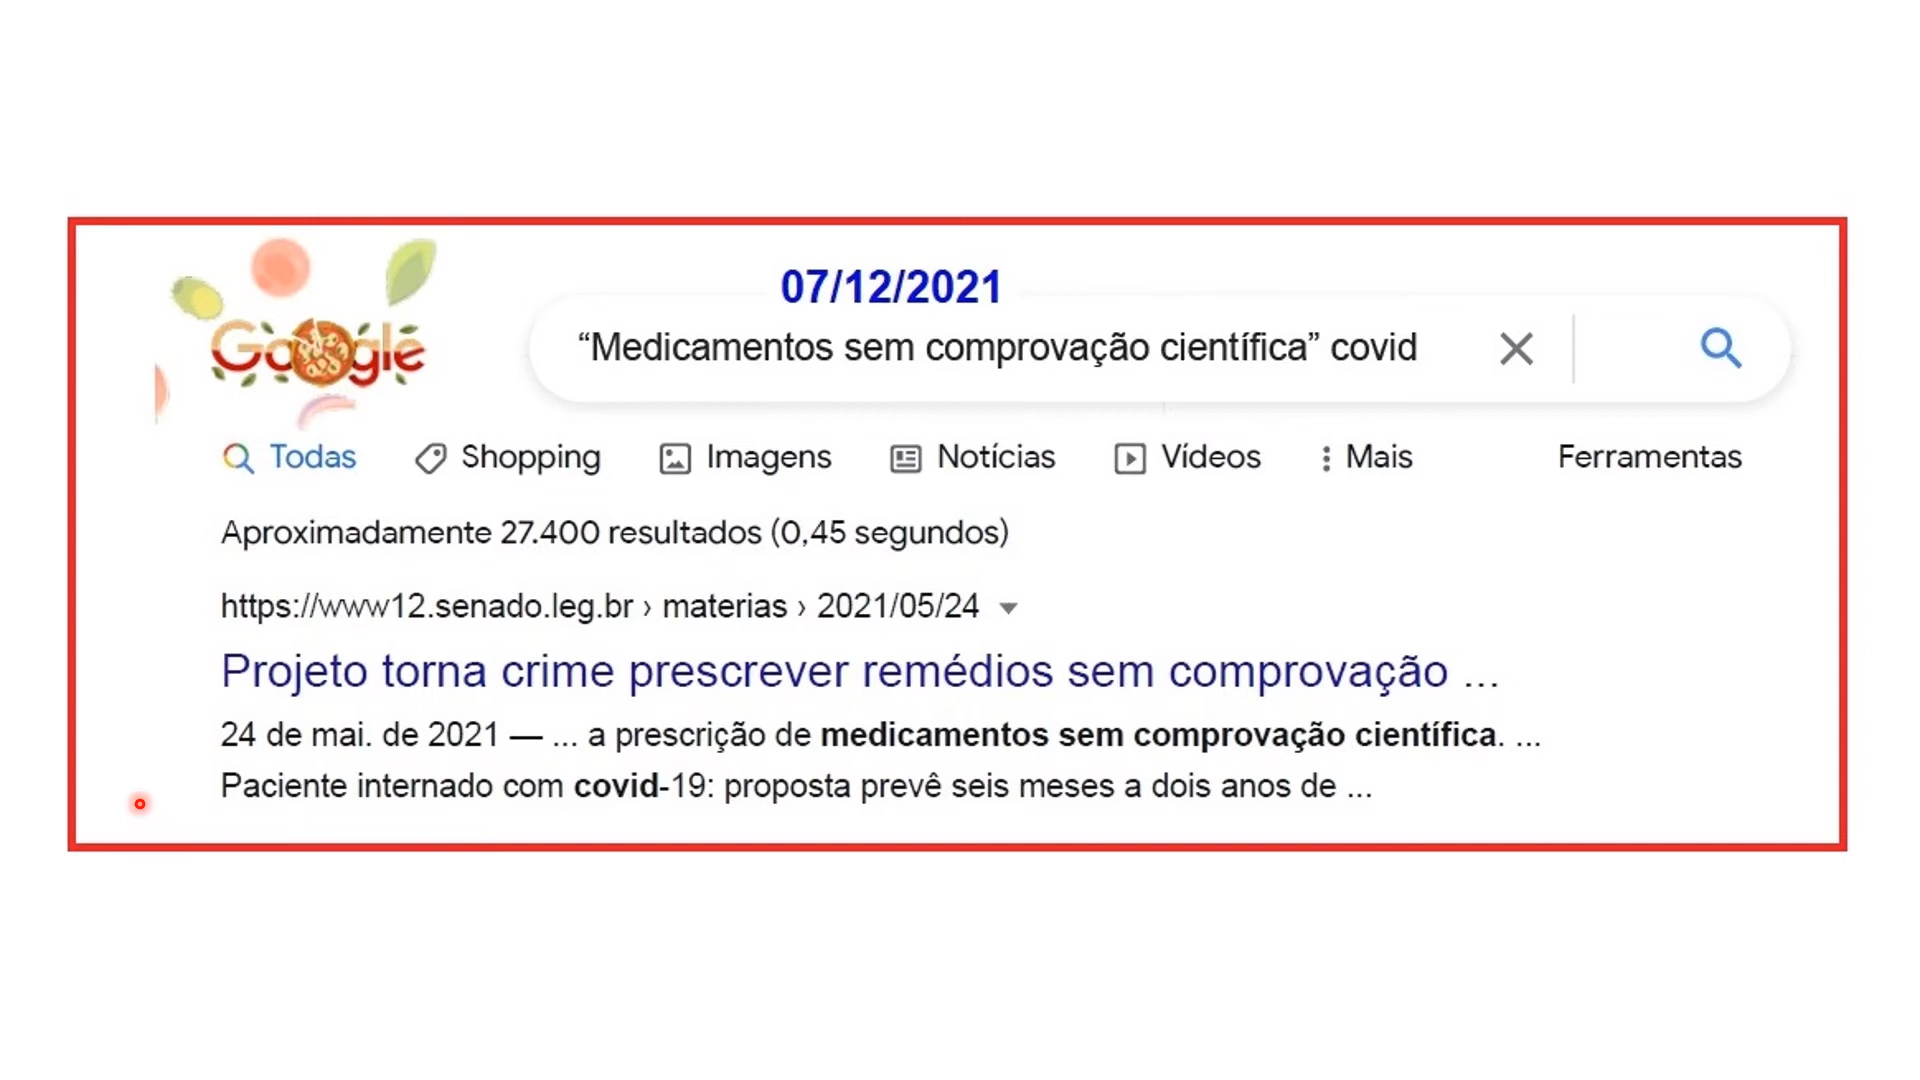 07/12/2021
Google
“Medicamentos sem comprovação científica” covid
Todas Shopping Imagens Notícias Vídeos Mais Ferramentas
Aproximadamente 27.400 resultados (0,45 segundos)
https://www12.senado.leg.br › materias › 2021/05/24
Projeto torna crime prescrever remédios sem comprovação ...
24 de mai. de 2021 — ... a prescrição de medicamentos sem comprovação científica. ...
Paciente internado com covid-19: proposta prevê seis meses a dois anos de ...